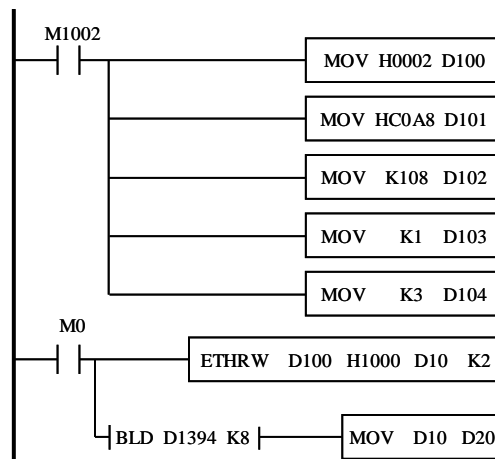 M1002
MOV H0002 D100
MOV HC0A8 D101
MOV K108 D102
MOV K1 D103
MOV K3 D104
M0
ETHRW D100 H1000 D10 K2
BLD D1394 K8
MOV D10 D20